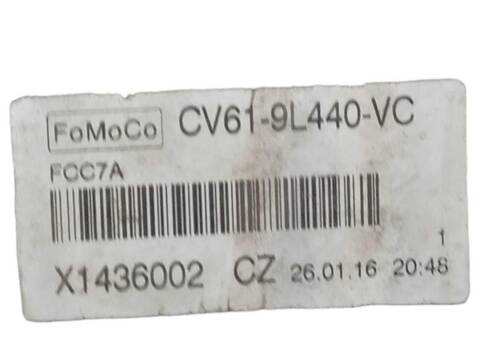 FoMoCo CV61-9L440-VC
FCC7A
1
X1436002 CZ 26.01.16 20:48